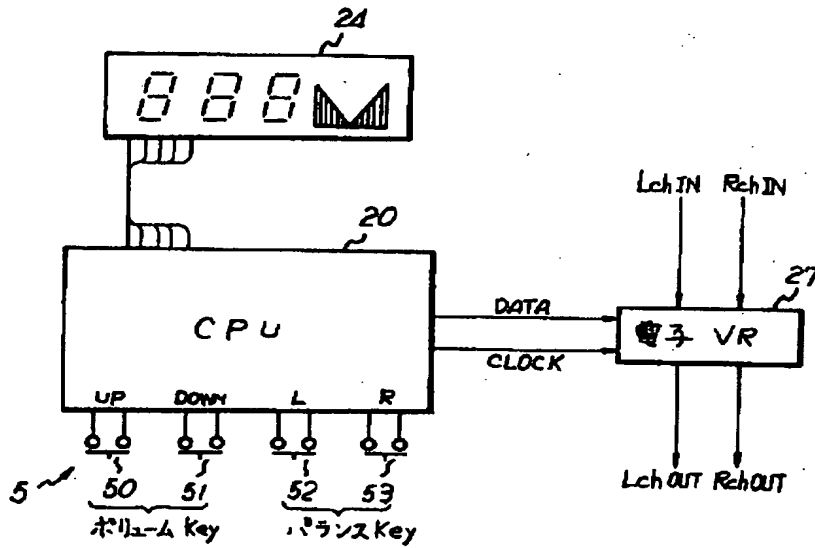 24
888
20
LchIN RchIN
27
CPU
DATA
電子 VR
CLOCK
UP DOWN L R
5
50 51 52 53
LchOUT RchOUT
ボリューム Key バランス Key